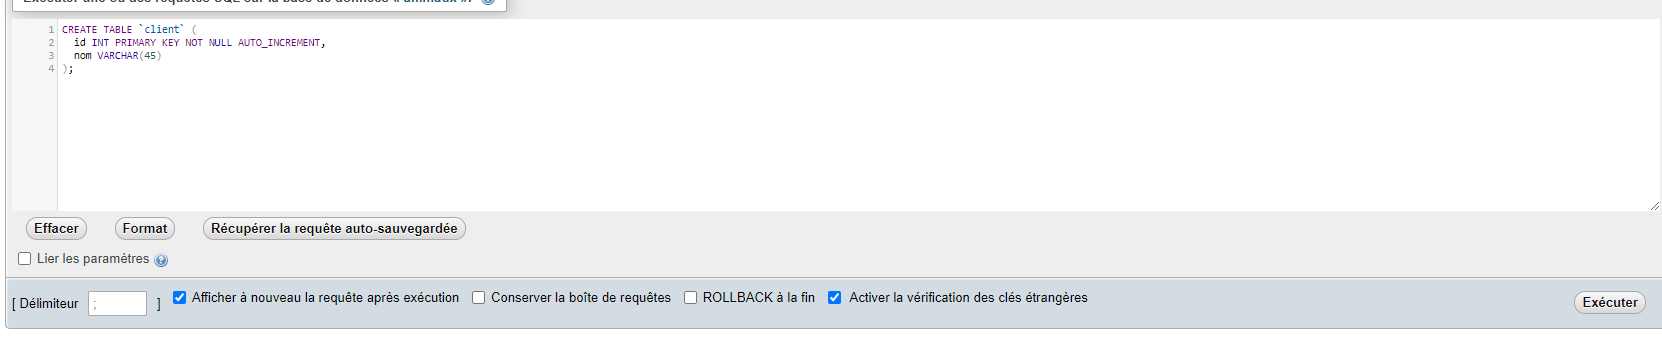 Exécuter une ou des requêtes SQL sur la base de données « animaux »:
1 CREATE TABLE `client` (
2 id INT PRIMARY KEY NOT NULL AUTO_INCREMENT,
3 nom VARCHAR(45)
4 );
Effacer Format Récupérer la requête auto-sauvegardée
Lier les paramètres
[ Délimiteur ; ] Afficher à nouveau la requête après exécution Conserver la boîte de requêtes ROLLBACK à la fin Activer la vérification des clés étrangères Exécuter